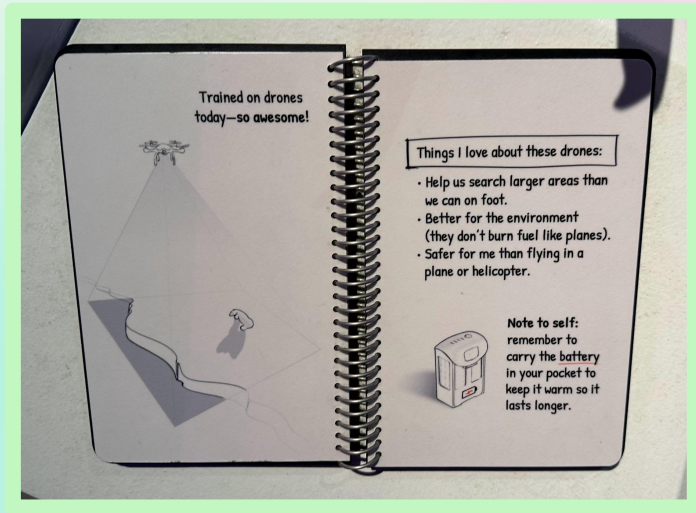 Trained on drones
today—so awesome!
Things I love about these drones:
· Help us search larger areas than
we can on foot.
· Better for the environment
(they don't burn fuel like planes).
· Safer for me than flying in a
plane or helicopter.
Note to self:
remember to
carry the battery
in your pocket to
keep it warm so it
lasts longer.